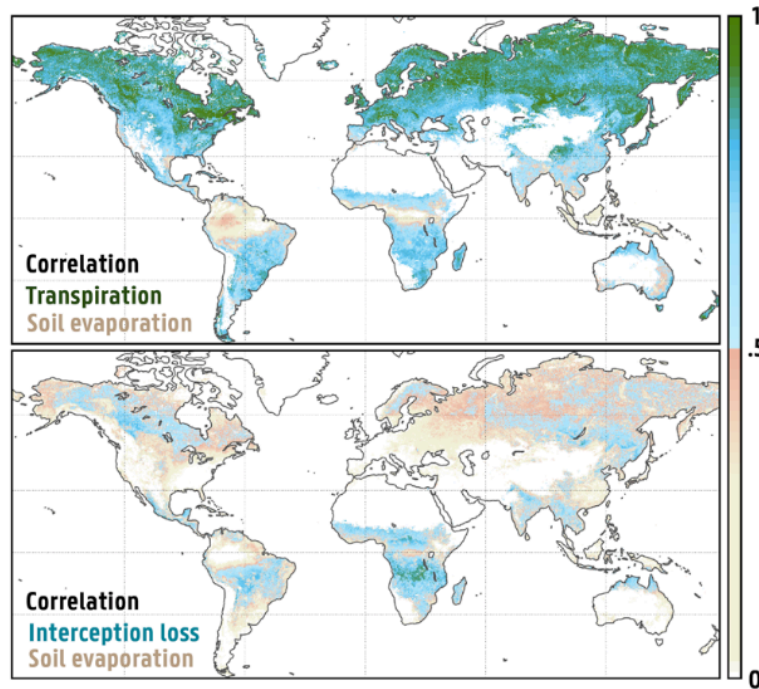 1
Correlation
Transpiration
Soil evaporation
.5
Correlation
Interception loss
Soil evaporation
0